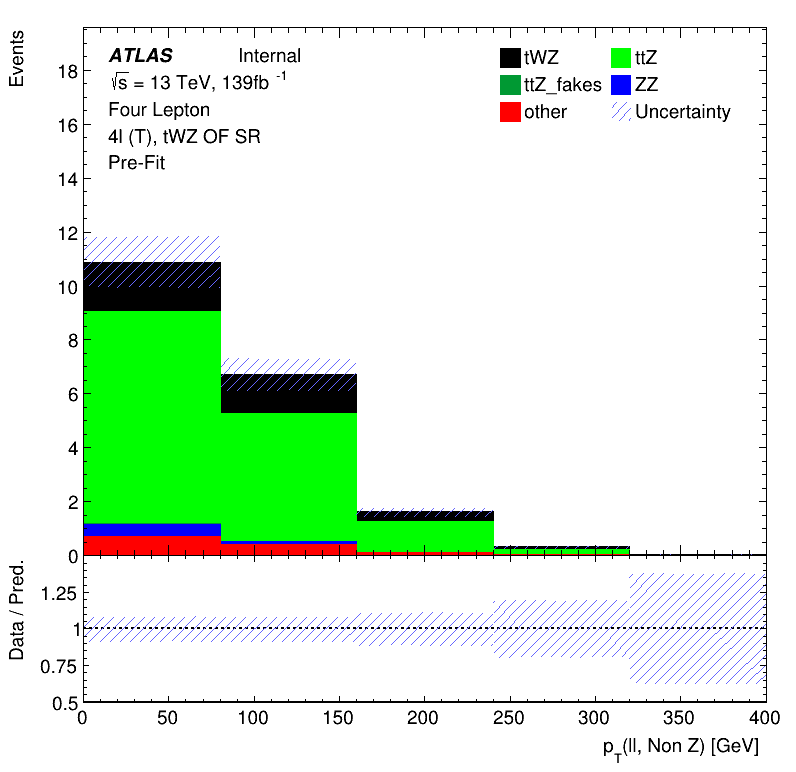 Events
ATLAS Internal
√s = 13 TeV, 139fb -1
Four Lepton
4l (T), tWZ OF SR
Pre-Fit
tWZ ttZ
ttZ_fakes ZZ
other Uncertainty
18
16
14
12
10
8
6
4
2
0
Data / Pred.
1.25
1
0.75
0.5
0 50 100 150 200 250 300 350 400
pT(ll, Non Z) [GeV]